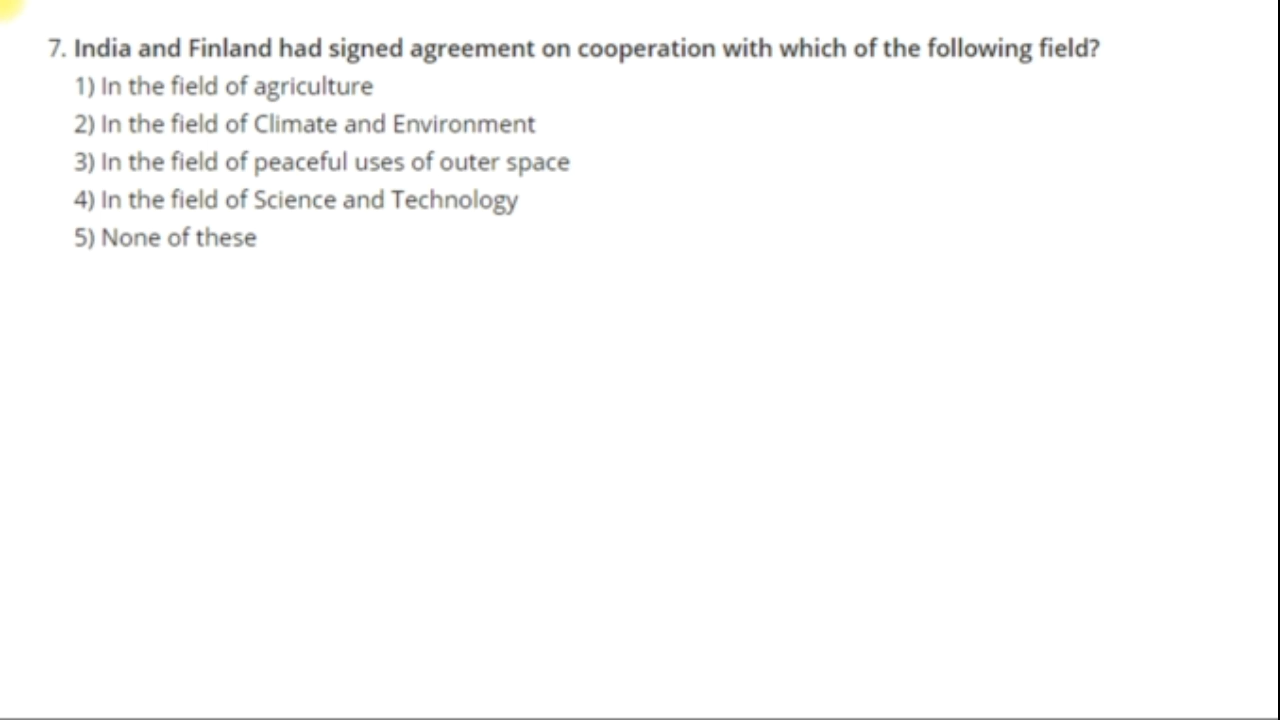 7. India and Finland had signed agreement on cooperation with which of the following field?
1) In the field of agriculture
2) In the field of Climate and Environment
3) In the field of peaceful uses of outer space
4) In the field of Science and Technology
5) None of these